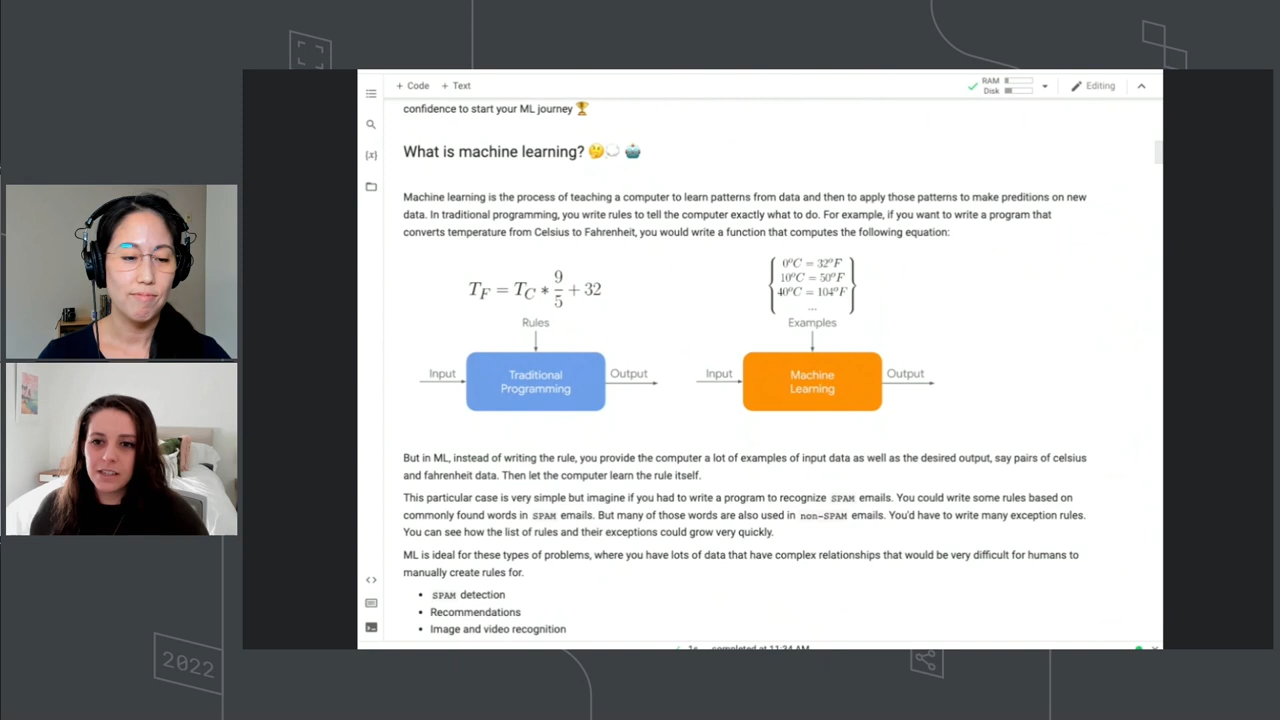 + Code + Text
RAM
Disk
Editing
confidence to start your ML journey 🏆
What is machine learning? 🤔💭 🤖
Machine learning is the process of teaching a computer to learn patterns from data and then to apply those patterns to make preditions on new
data. In traditional programming, you write rules to tell the computer exactly what to do. For example, if you want to write a program that
converts temperature from Celsius to Fahrenheit, you would write a function that computes the following equation:
T_F = T_C * 9/5 + 32
0°C = 32°F
10°C = 50°F
40°C = 104°F
...
Rules
Examples
Input
Traditional
Programming
Output
Input
Machine
Learning
Output
But in ML, instead of writing the rule, you provide the computer a lot of examples of input data as well as the desired output, say pairs of celsius
and fahrenheit data. Then let the computer learn the rule itself.
This particular case is very simple but imagine if you had to write a program to recognize SPAM emails. You could write some rules based on
commonly found words in SPAM emails. But many of those words are also used in non-SPAM emails. You'd have to write many exception rules.
You can see how the list of rules and their exceptions could grow very quickly.
ML is ideal for these types of problems, where you have lots of data that have complex relationships that would be very difficult for humans to
manually create rules for.
• SPAM detection
• Recommendations
• Image and video recognition
1s completed at 11:34 AM
2022